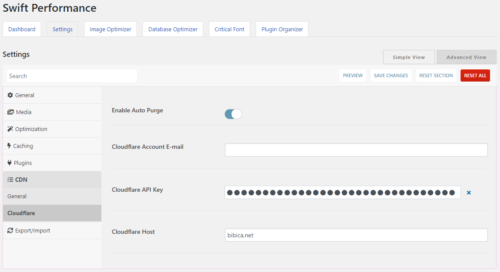 Swift Performance
Dashboard Settings Image Optimizer Database Optimizer Critical Font Plugin Organizer
Settings
Simple View Advanced View
Search
PREVIEW SAVE CHANGES RESET SECTION RESET ALL
General
Media
Optimization
Caching
Plugins
CDN
General
Cloudflare
Export/Import
Enable Auto Purge
Cloudflare Account E-mail
Cloudflare API Key
Cloudflare Host
bibica.net